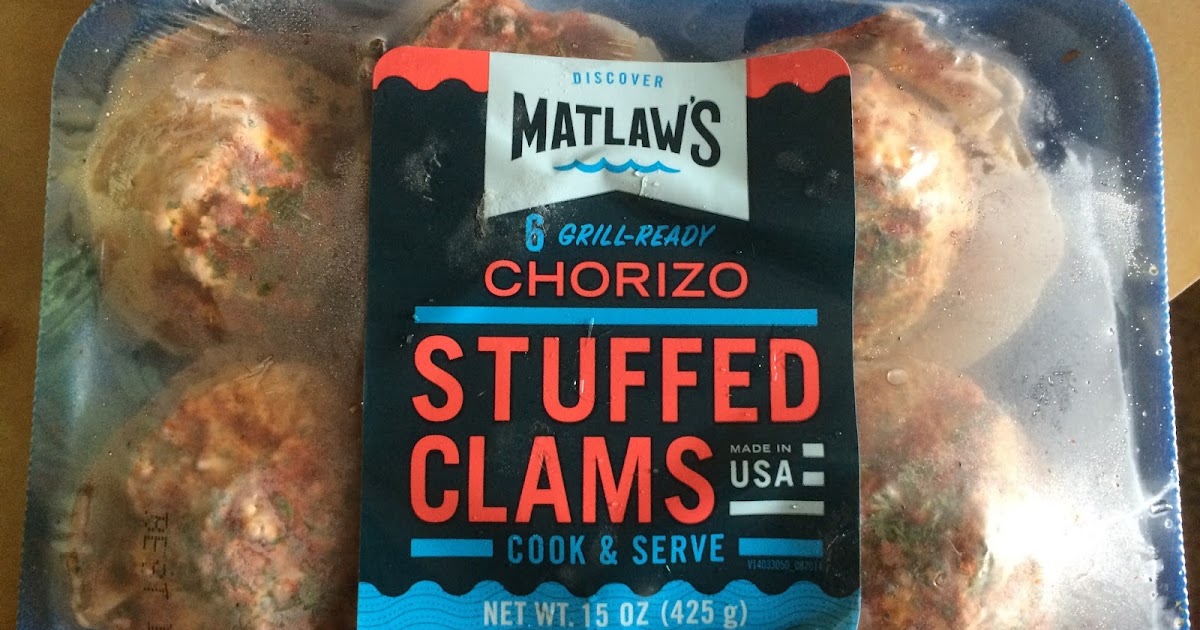 DISCOVER
MATLAW'S
6 GRILL-READY
CHORIZO
STUFFED
CLAMS
MADE IN
USA
COOK & SERVE
NET WT. 15 OZ (425 g)